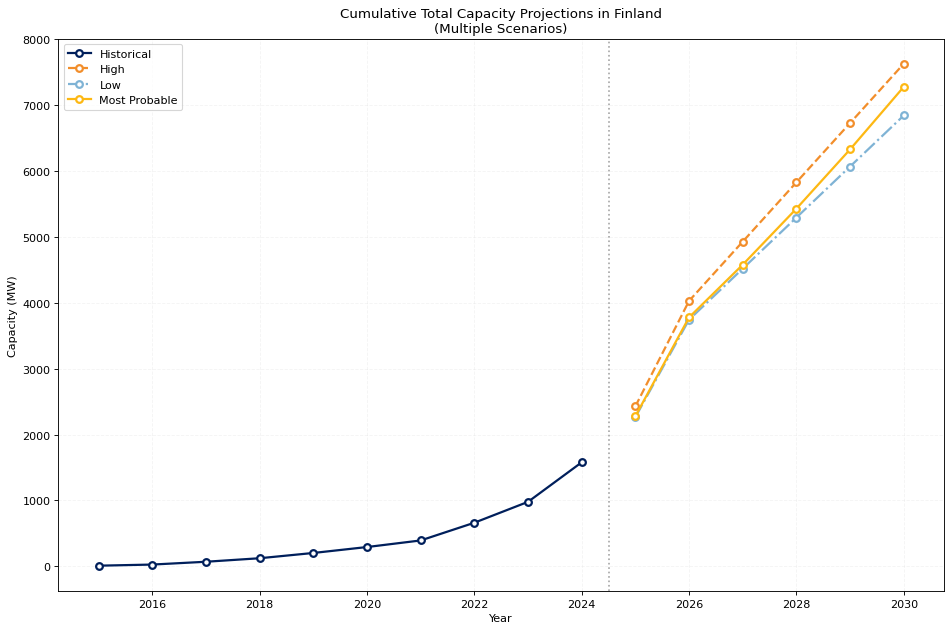 Cumulative Total Capacity Projections in Finland
(Multiple Scenarios)
Historical
High
Low
Most Probable
Capacity (MW)
8000
7000
6000
5000
4000
3000
2000
1000
0
2016
2018
2020
2022
2024
2026
2028
2030
Year